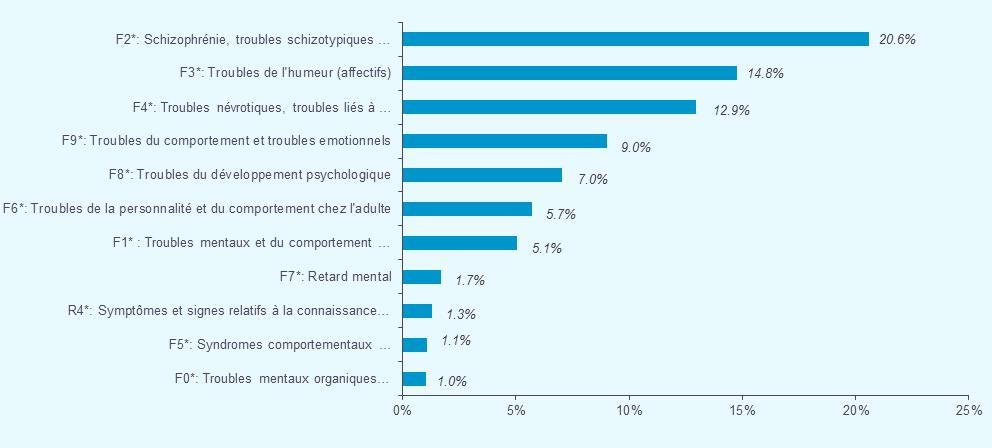 F2*: Schizophrénie, troubles schizotypiques ... 20.6%
F3*: Troubles de l'humeur (affectifs) 14.8%
F4*: Troubles névrotiques, troubles liés à ... 12.9%
F9*: Troubles du comportement et troubles emotionnels 9.0%
F8*: Troubles du développement psychologique 7.0%
F6*: Troubles de la personnalité et du comportement chez l'adulte 5.7%
F1* : Troubles mentaux et du comportement ... 5.1%
F7*: Retard mental 1.7%
R4*: Symptômes et signes relatifs à la connaissance... 1.3%
F5*: Syndromes comportementaux ... 1.1%
F0*: Troubles mentaux organiques... 1.0%
0% 5% 10% 15% 20% 25%